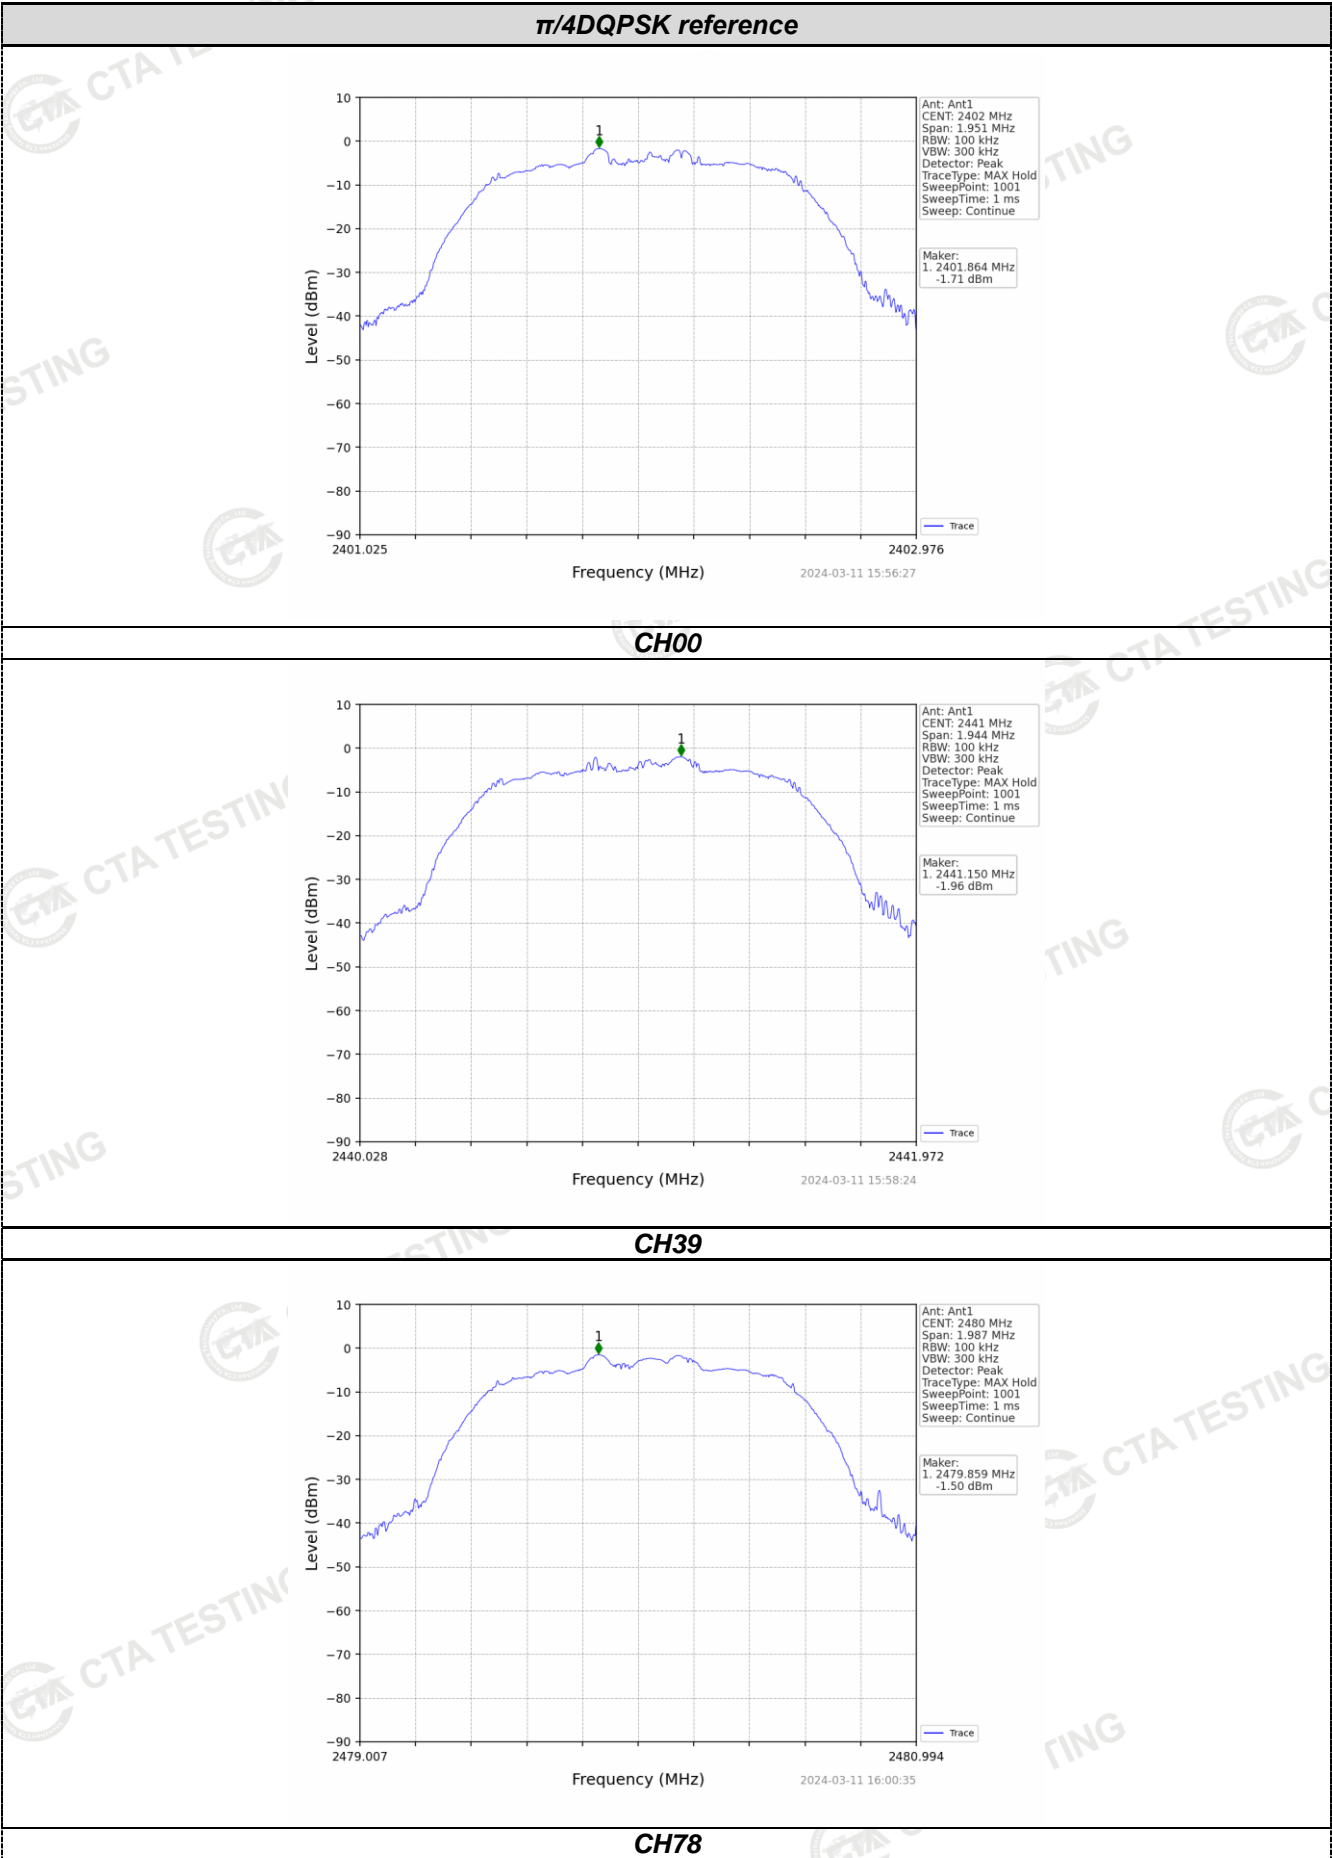 π/4DQPSK reference
CTA TE
10
0
−10
−20
−30
−40
−50
−60
−70
−80
−90
Level (dBm)
1
2401.025
2402.976
Frequency (MHz)
2024-03-11 15:56:27
Ant: Ant1
CENT: 2402 MHz
Span: 1.951 MHz
RBW: 100 kHz
VBW: 300 kHz
Detector: Peak
TraceType: MAX Hold
SweepPoint: 1001
SweepTime: 1 ms
Sweep: Continue
Maker:
1. 2401.864 MHz
-1.71 dBm
Trace
TING
STING
CTA
CTA TESTING
CH00
10
0
−10
−20
−30
−40
−50
−60
−70
−80
−90
Level (dBm)
1
2440.028
2441.972
Frequency (MHz)
2024-03-11 15:58:24
Ant: Ant1
CENT: 2441 MHz
Span: 1.944 MHz
RBW: 100 kHz
VBW: 300 kHz
Detector: Peak
TraceType: MAX Hold
SweepPoint: 1001
SweepTime: 1 ms
Sweep: Continue
Maker:
1. 2441.150 MHz
-1.96 dBm
Trace
CTA TESTING
TING
STING
CTA
CH39
10
0
−10
−20
−30
−40
−50
−60
−70
−80
−90
Level (dBm)
1
2479.007
2480.994
Frequency (MHz)
2024-03-11 16:00:35
Ant: Ant1
CENT: 2480 MHz
Span: 1.987 MHz
RBW: 100 kHz
VBW: 300 kHz
Detector: Peak
TraceType: MAX Hold
SweepPoint: 1001
SweepTime: 1 ms
Sweep: Continue
Maker:
1. 2479.859 MHz
-1.50 dBm
Trace
CTA
CTA TESTING
CTA TESTING
TING
CH78